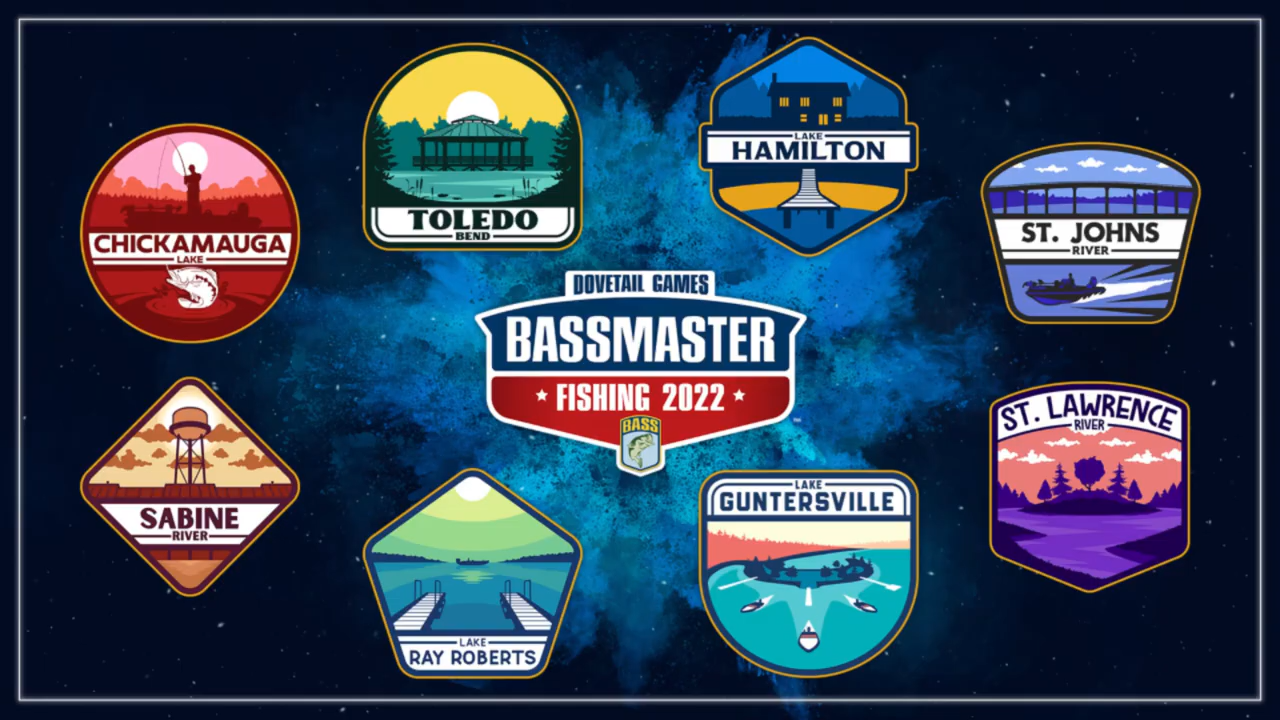 TOLEDO
BEND
LAKE
HAMILTON
CHICKAMAUGA
LAKE
ST. JOHNS
RIVER
DOVETAIL GAMES
BASSMASTER
FISHING 2022
BASS
SABINE
RIVER
ST. LAWRENCE
RIVER
LAKE
RAY ROBERTS
LAKE
GUNTERSVILLE